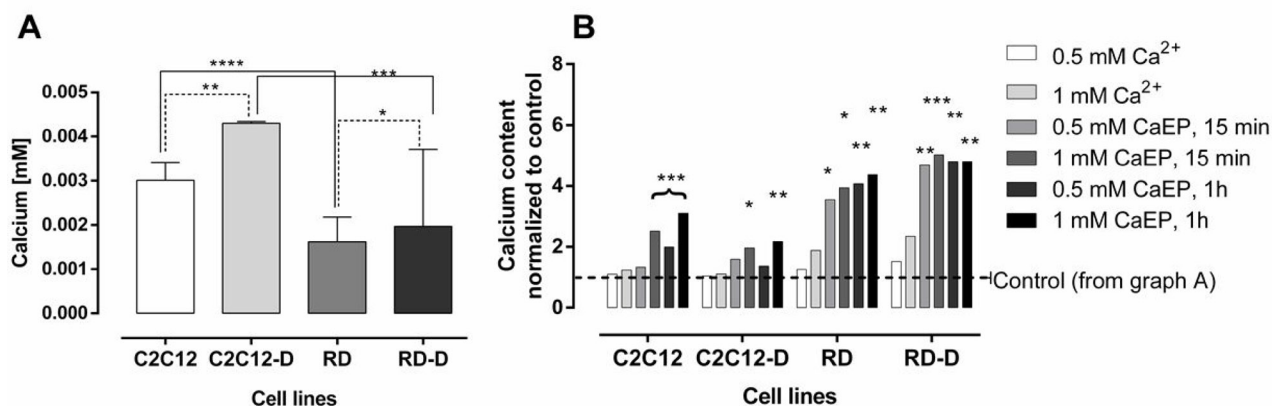 A
Calcium [mM]
0.005
0.004
0.003
0.002
0.001
0.000
****
**
***
*
C2C12
C2C12-D
RD
RD-D
Cell lines
B
Calcium content
normalized to control
8
6
4
2
0
***
*
**
*
*
**
**
**
***
**
**
C2C12
C2C12-D
RD
RD-D
Cell lines
Control (from graph A)
0.5 mM Ca²⁺
1 mM Ca²⁺
0.5 mM CaEP, 15 min
1 mM CaEP, 15 min
0.5 mM CaEP, 1h
1 mM CaEP, 1h